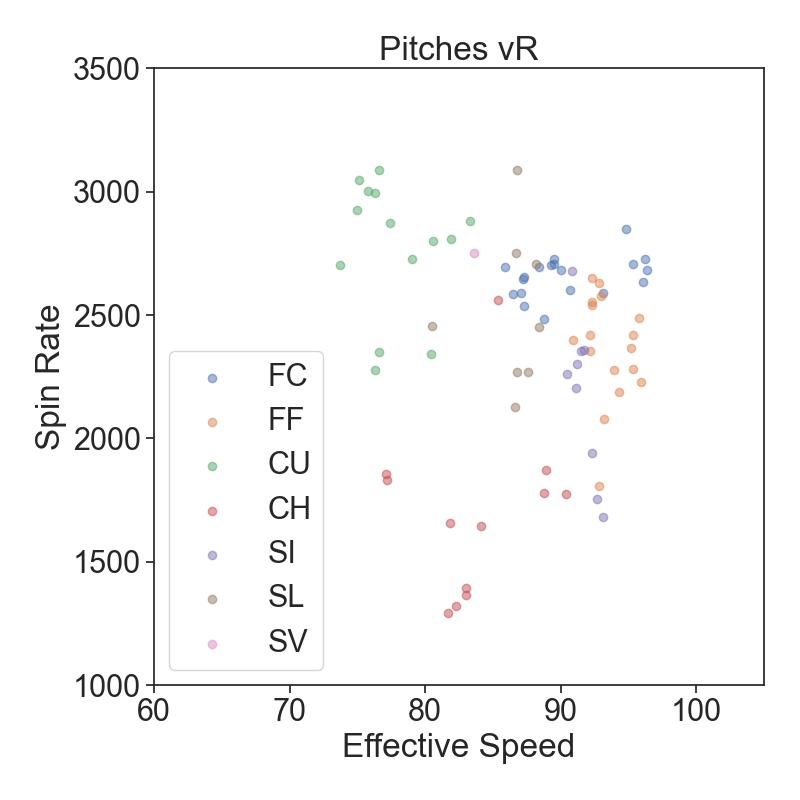 Pitches vR
3500
3000
2500
2000
1500
1000
Spin Rate
FC
FF
CU
CH
SI
SL
SV
60 70 80 90 100
Effective Speed